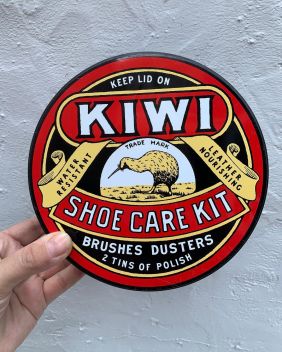 KEEP LID ON
KIWI
TRADE MARK
WATER
RESISTANT
LEATHER
NOURISHING
SHOE CARE KIT
BRUSHES DUSTERS
2 TINS OF POLISH